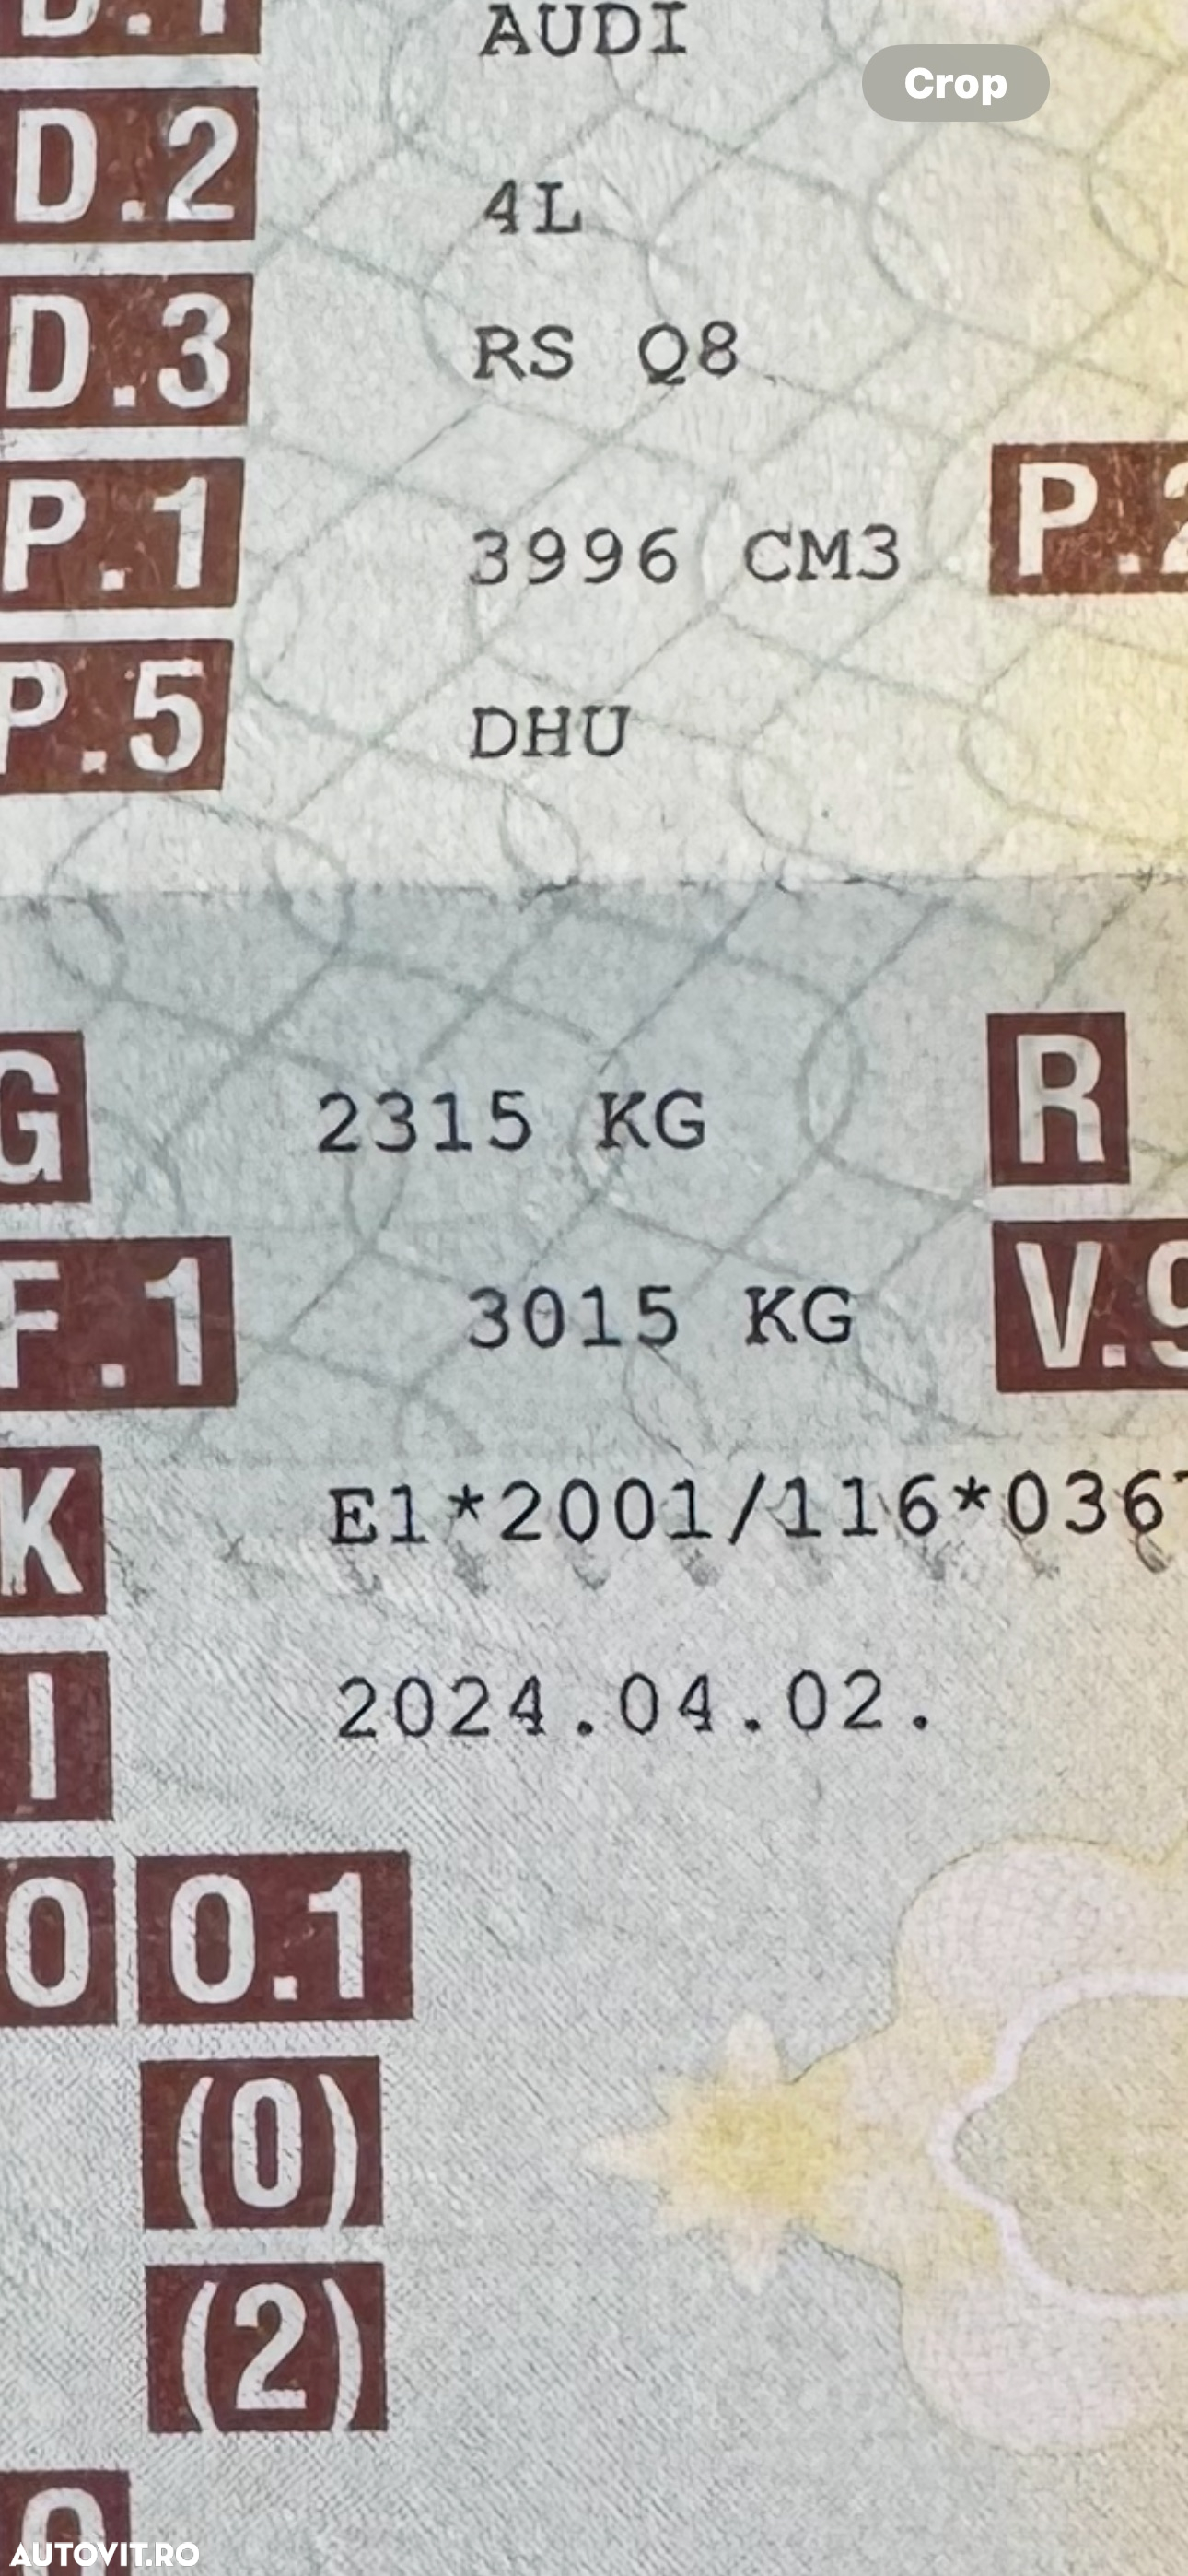 D.1 AUDI
Crop
D.2 4L
D.3 RS Q8
P.1 3996 CM3 P.2
P.5 DHU
G 2315 KG R
F.1 3015 KG V.9
K E1*2001/116*036
I 2024.04.02.
O O.1
(0)
(2)
AUTOVIT.RO